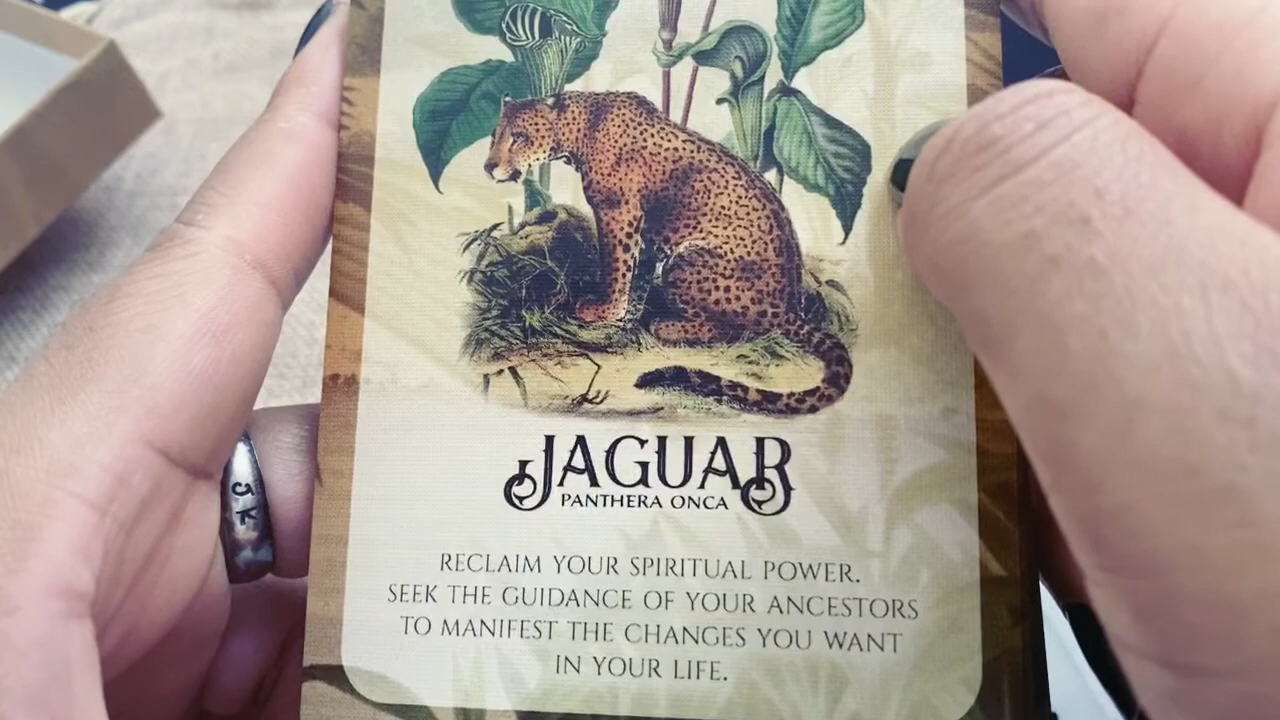 JAGUAR
PANTHERA ONCA
RECLAIM YOUR SPIRITUAL POWER.
SEEK THE GUIDANCE OF YOUR ANCESTORS
TO MANIFEST THE CHANGES YOU WANT
IN YOUR LIFE.